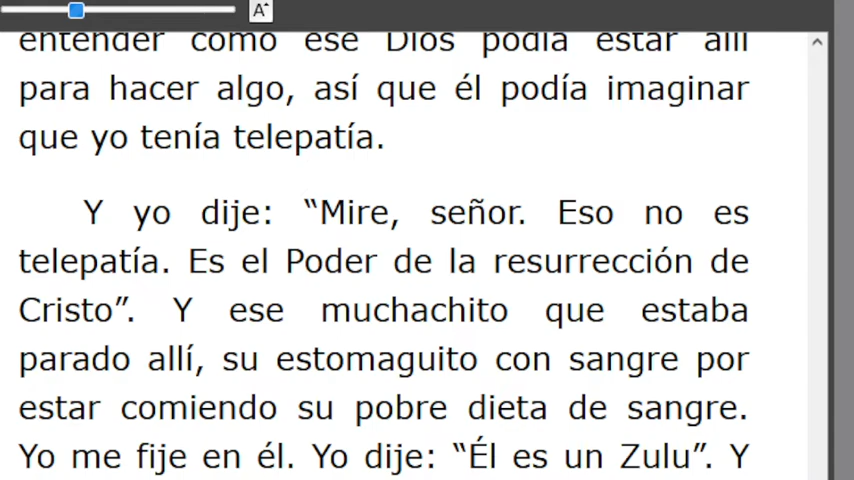 A
entender como ese Dios podía estar allí
para hacer algo, así que él podía imaginar
que yo tenía telepatía.
Y yo dije: “Mire, señor. Eso no es
telepatía. Es el Poder de la resurrección de
Cristo”. Y ese muchachito que estaba
parado allí, su estomaguito con sangre por
estar comiendo su pobre dieta de sangre.
Yo me fije en él. Yo dije: “Él es un Zulu”. Y